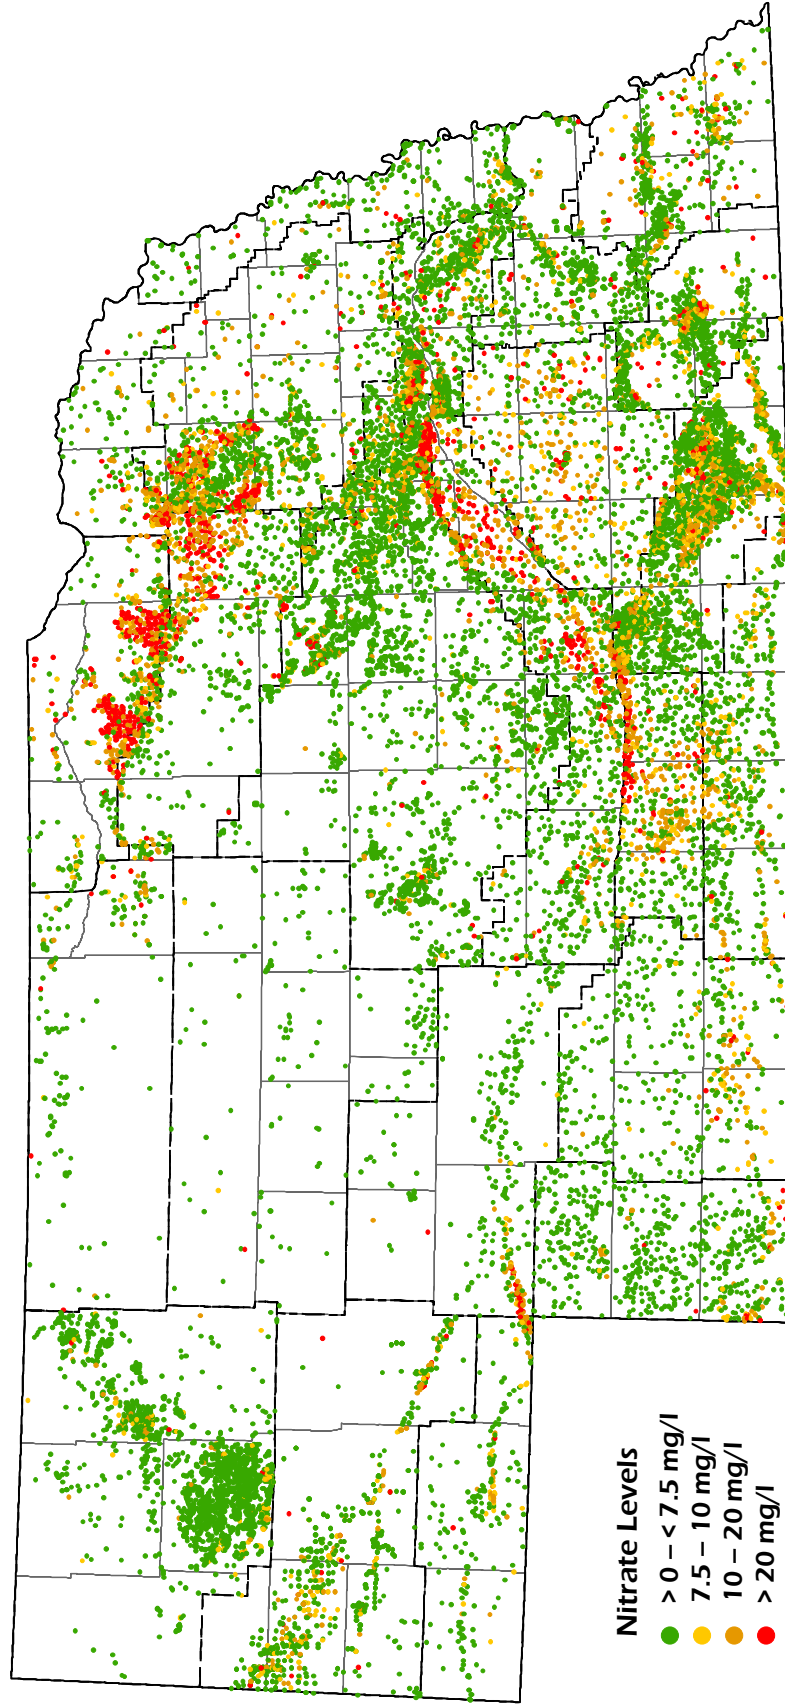 Nitrate Levels
> 0 – < 7.5 mg/l
7.5 – 10 mg/l
10 – 20 mg/l
> 20 mg/l